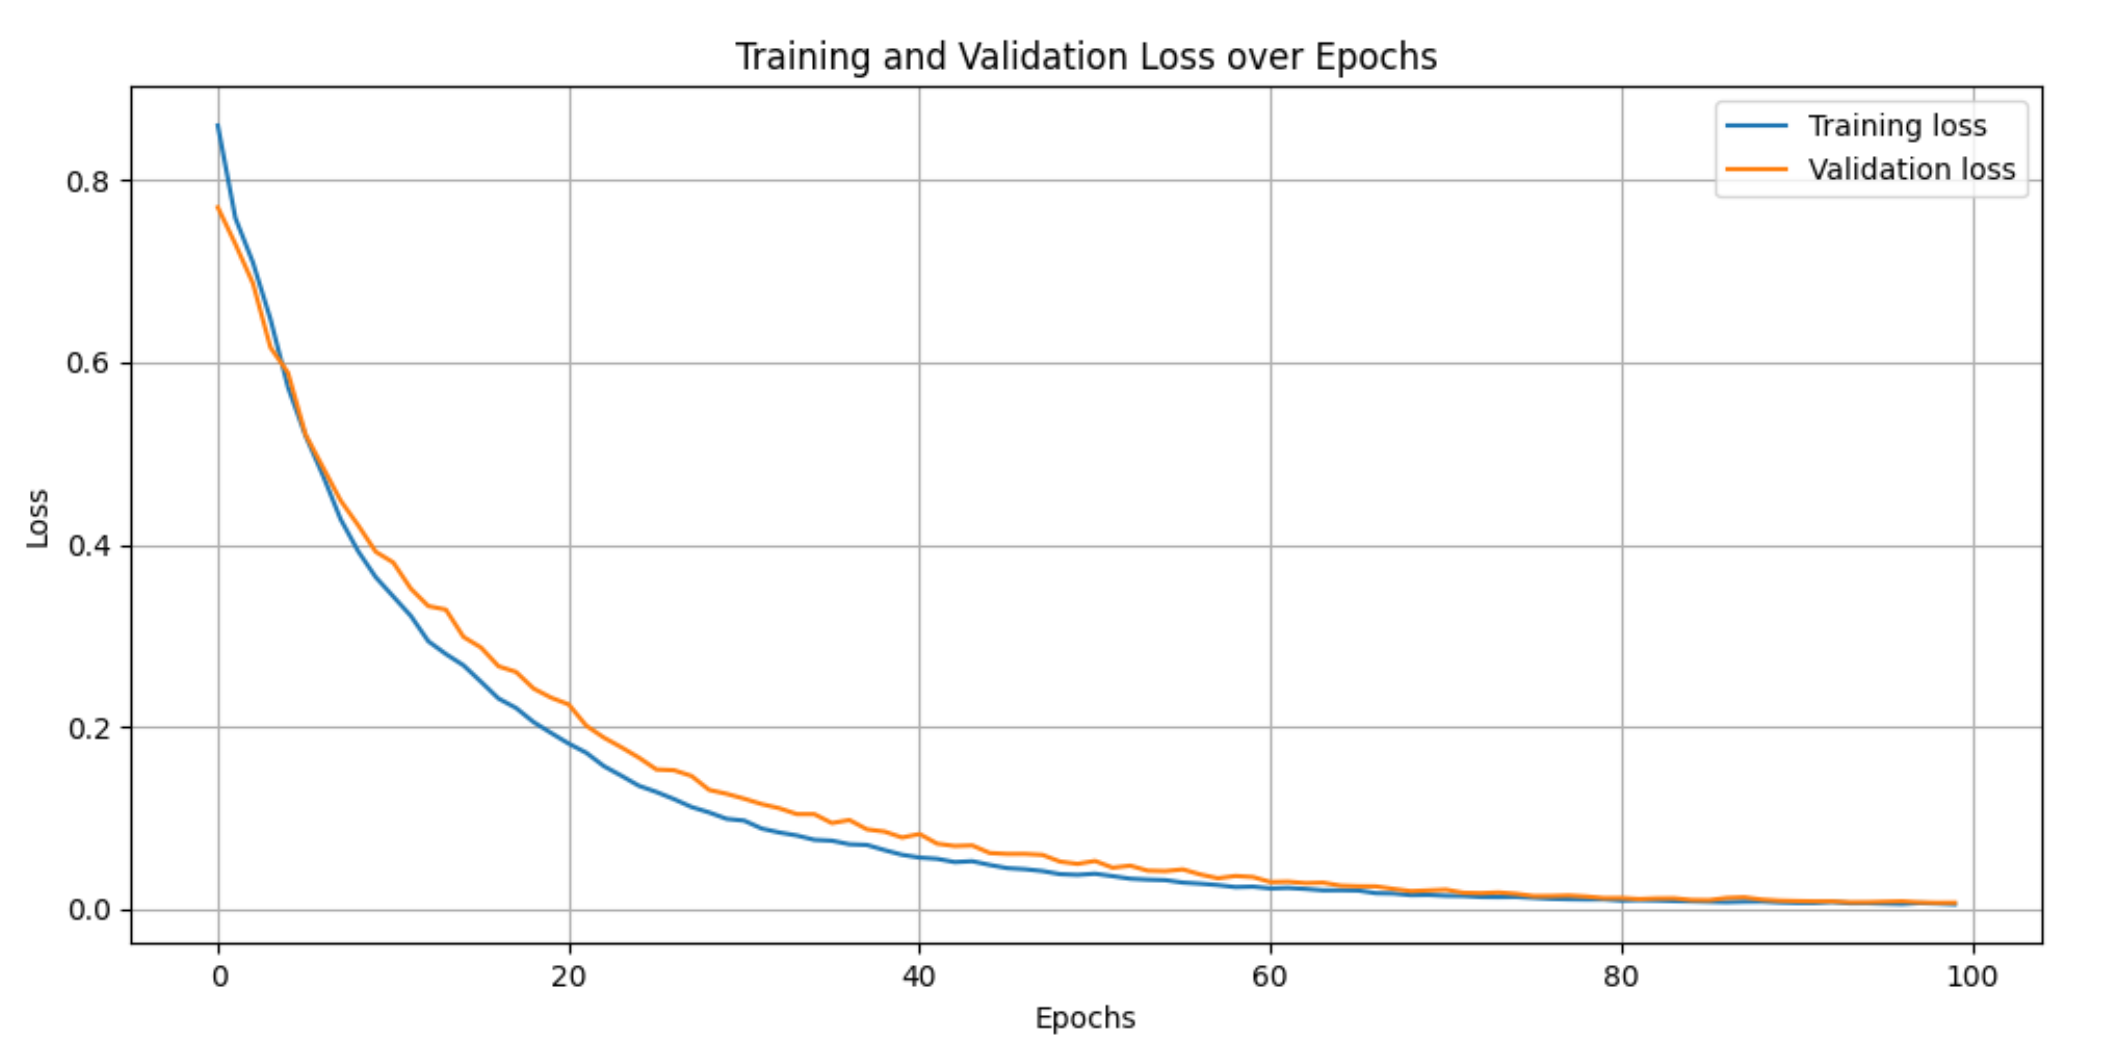 Training and Validation Loss over Epochs
Training loss
Validation loss
Loss
0.8
0.6
0.4
0.2
0.0
0 20 40 60 80 100
Epochs